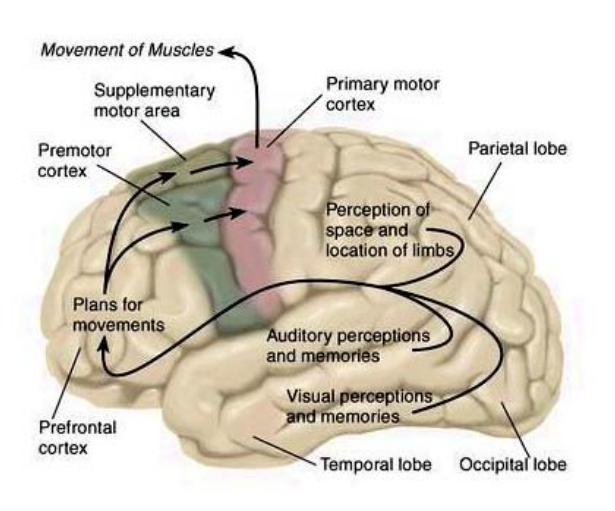 Movement of Muscles
Supplementary
motor area
Primary motor
cortex
Premotor
cortex
Parietal lobe
Perception of
space and
location of limbs
Plans for
movements
Auditory perceptions
and memories
Visual perceptions
and memories
Prefrontal
cortex
Temporal lobe
Occipital lobe